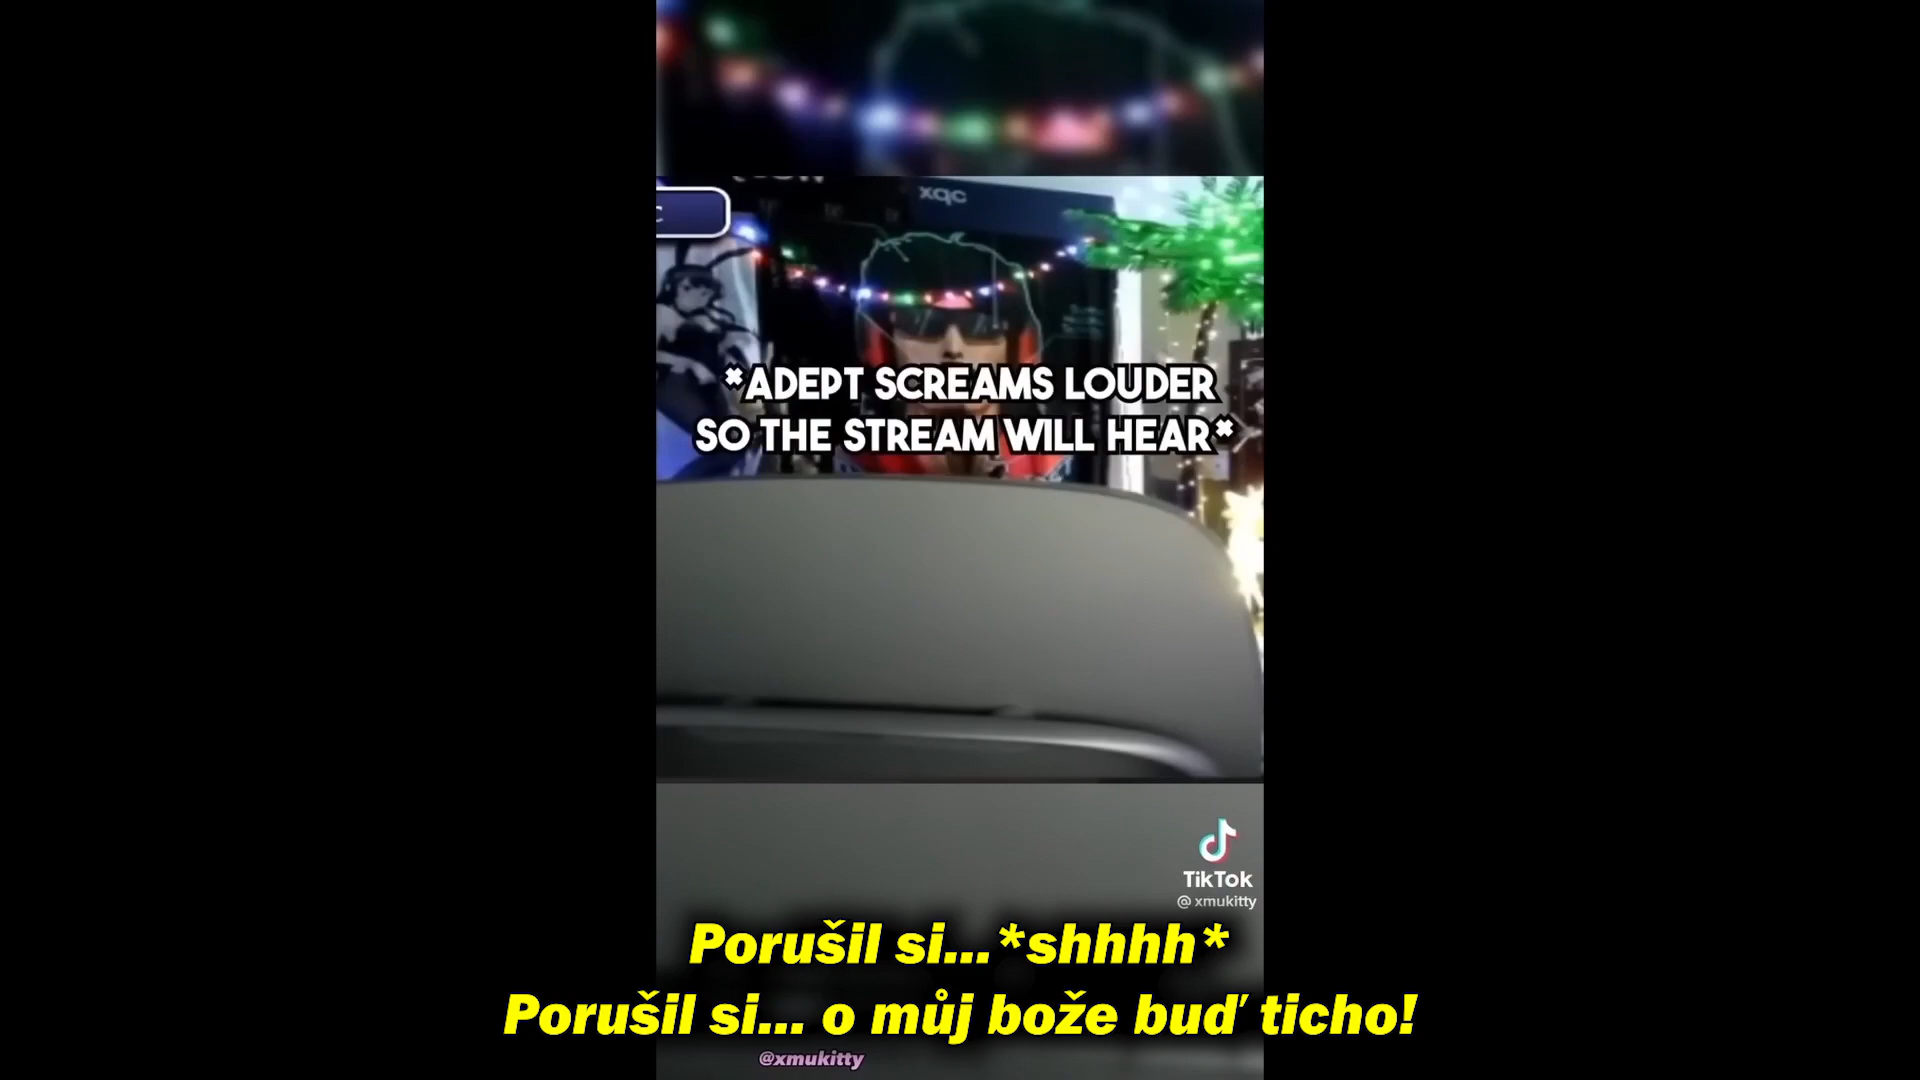 xqc
c
*ADEPT SCREAMS LOUDER
SO THE STREAM WILL HEAR*
TikTok
@xmukitty
Porušil si...*shhhh*
Porušil si... o můj bože buď ticho!
@xmukitty